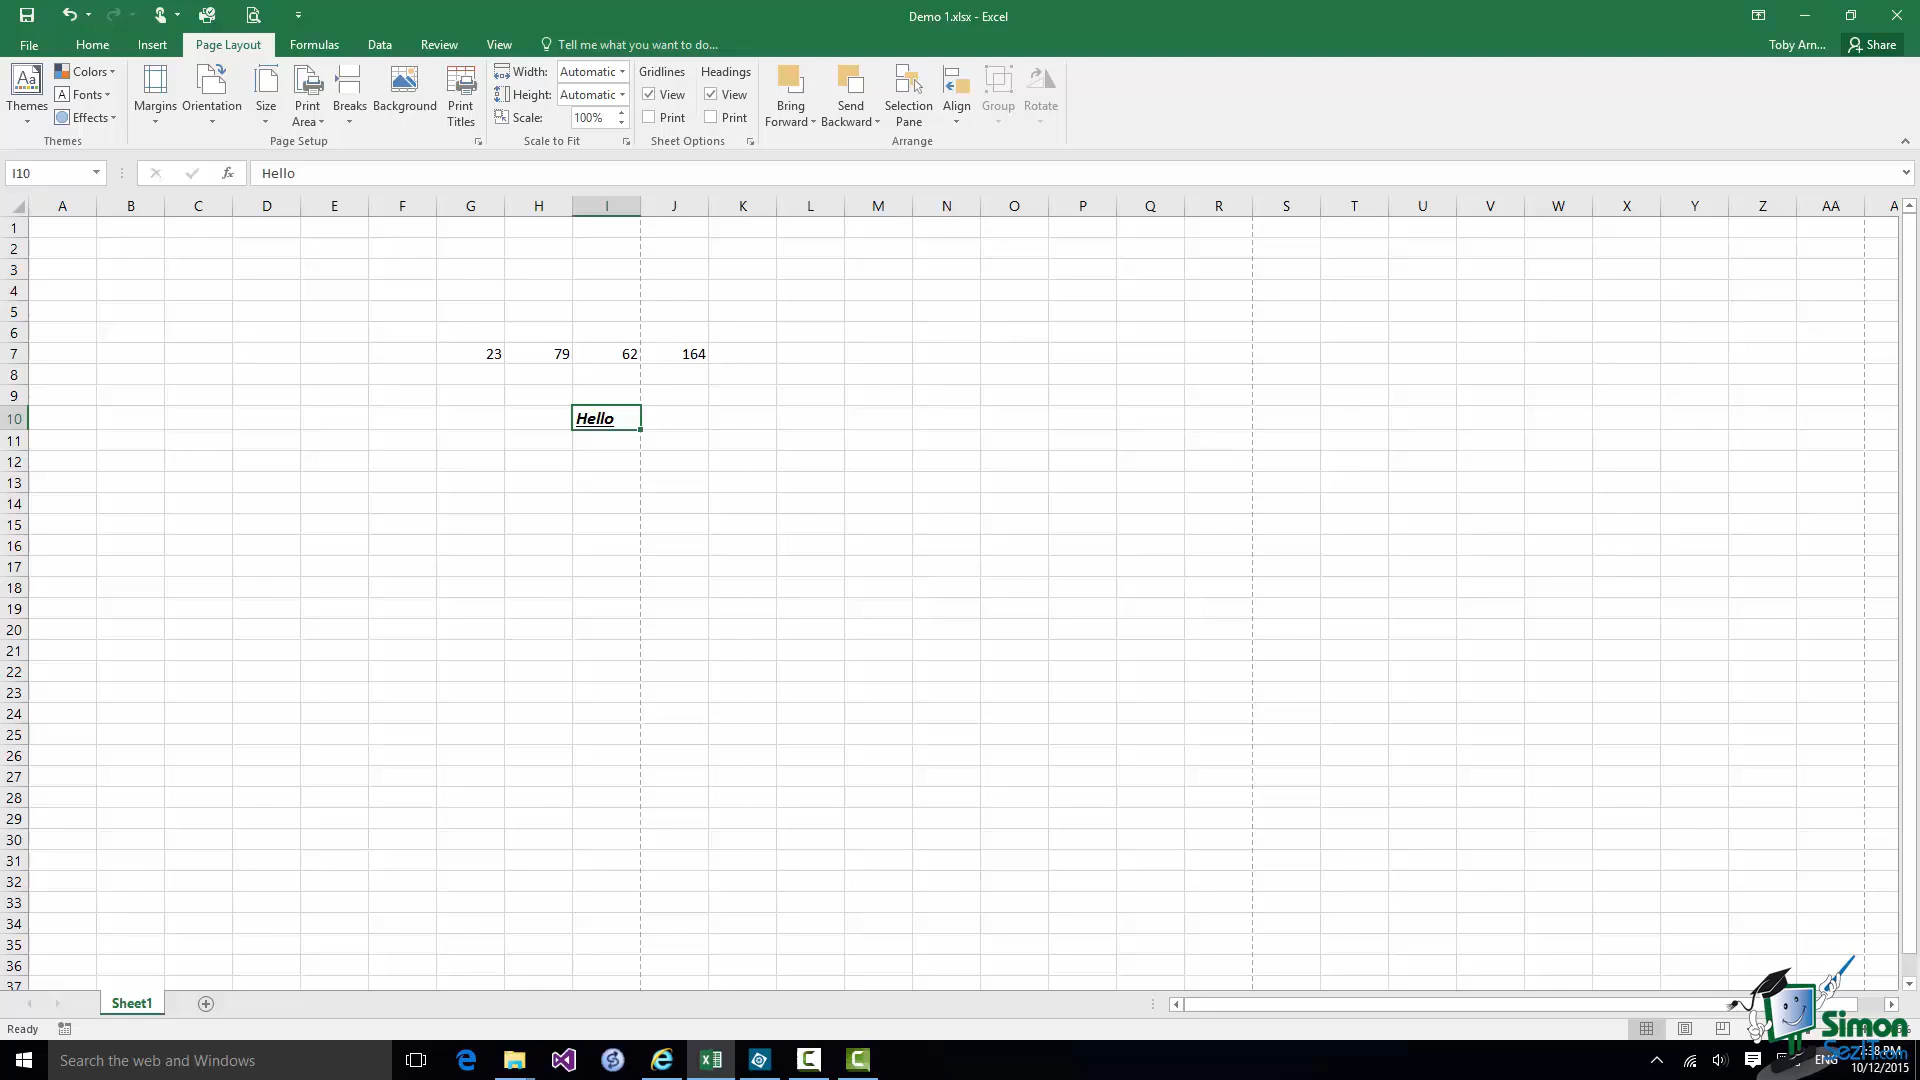 Demo 1.xlsx - Excel
File Home Insert Page Layout Formulas Data Review View Tell me what you want to do... Toby Arn... Share
Themes
Colors
Fonts
Effects
Themes
Margins
Orientation
Size
Print Area
Breaks
Background
Print Titles
Page Setup
Width: Automatic
Height: Automatic
Scale: 100%
Scale to Fit
Gridlines
View
Print
Headings
View
Print
Sheet Options
Bring Forward
Send Backward
Selection Pane
Align
Group
Rotate
Arrange
I10 fx Hello
A B C D E F G H I J K L M N O P Q R S T U V W X Y Z AA A
1
2
3
4
5
6
7 23 79 62 164
8
9
10 Hello
11
12
13
14
15
16
17
18
19
20
21
22
23
24
25
26
27
28
29
30
31
32
33
34
35
36
37
Sheet1
Ready
Simon
SezIT.com
Search the web and Windows
ENG
:38 PM
10/12/2015